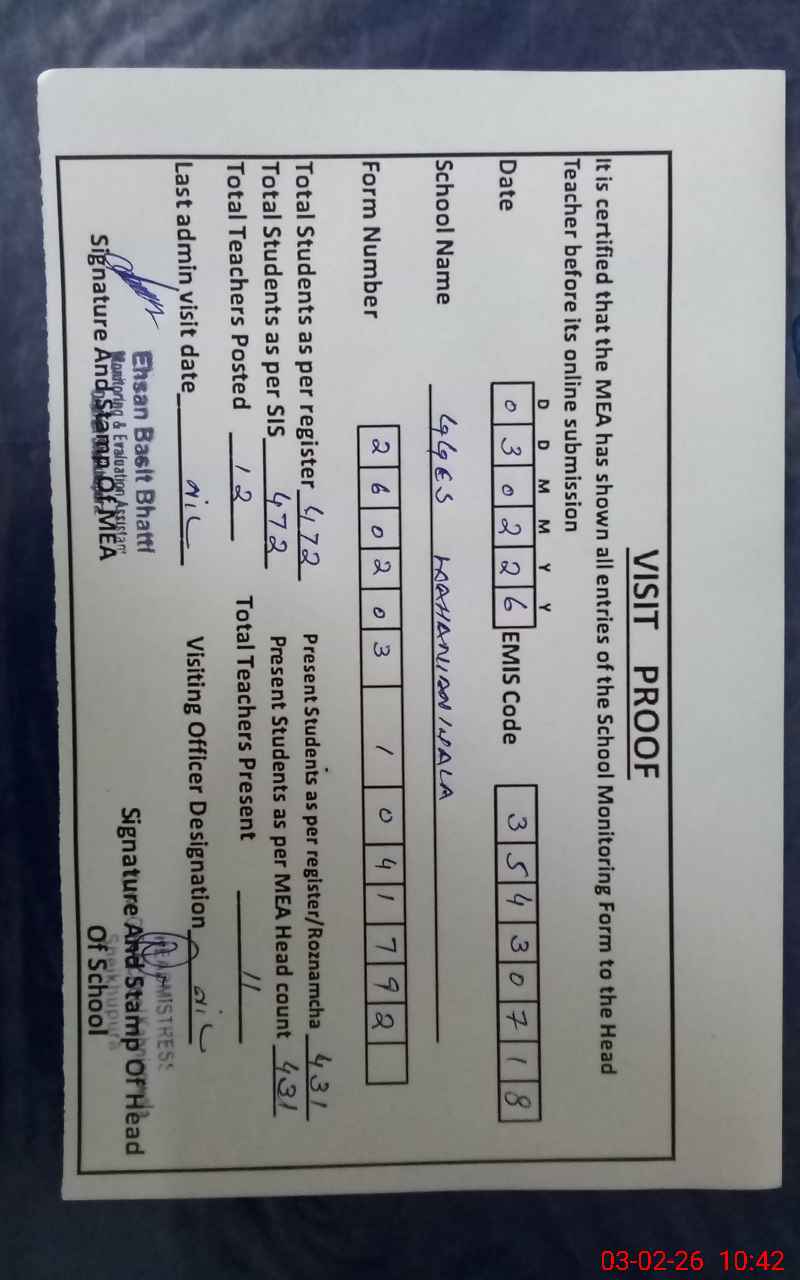 VISIT PROOF
It is certified that the MEA has shown all entries of the School Monitoring Form to the Head
Teacher before its online submission
D D M M Y Y
Date 0 3 0 2 2 6 EMIS Code 3 5 4 3 0 7 1 8
School Name GGES
Form Number 2 6 0 2 0 3 1 0 4 1 7 9 2
Total Students as per register 472 Present Students as per register/Roznamcha 431
Total Students as per SIS 472 Present Students as per MEA Head count 431
Total Teachers Posted 12 Total Teachers Present 11
Last admin visit date NIL Visiting Officer Designation NIL
Ehsan Basit Bhatti
Monitoring & Evaluation Assistant
Signature And Stamp Of MEA
HEADMISTRESS
Signature And Stamp Of Head
Of School
Sheikhupura
03-02-26 10:42